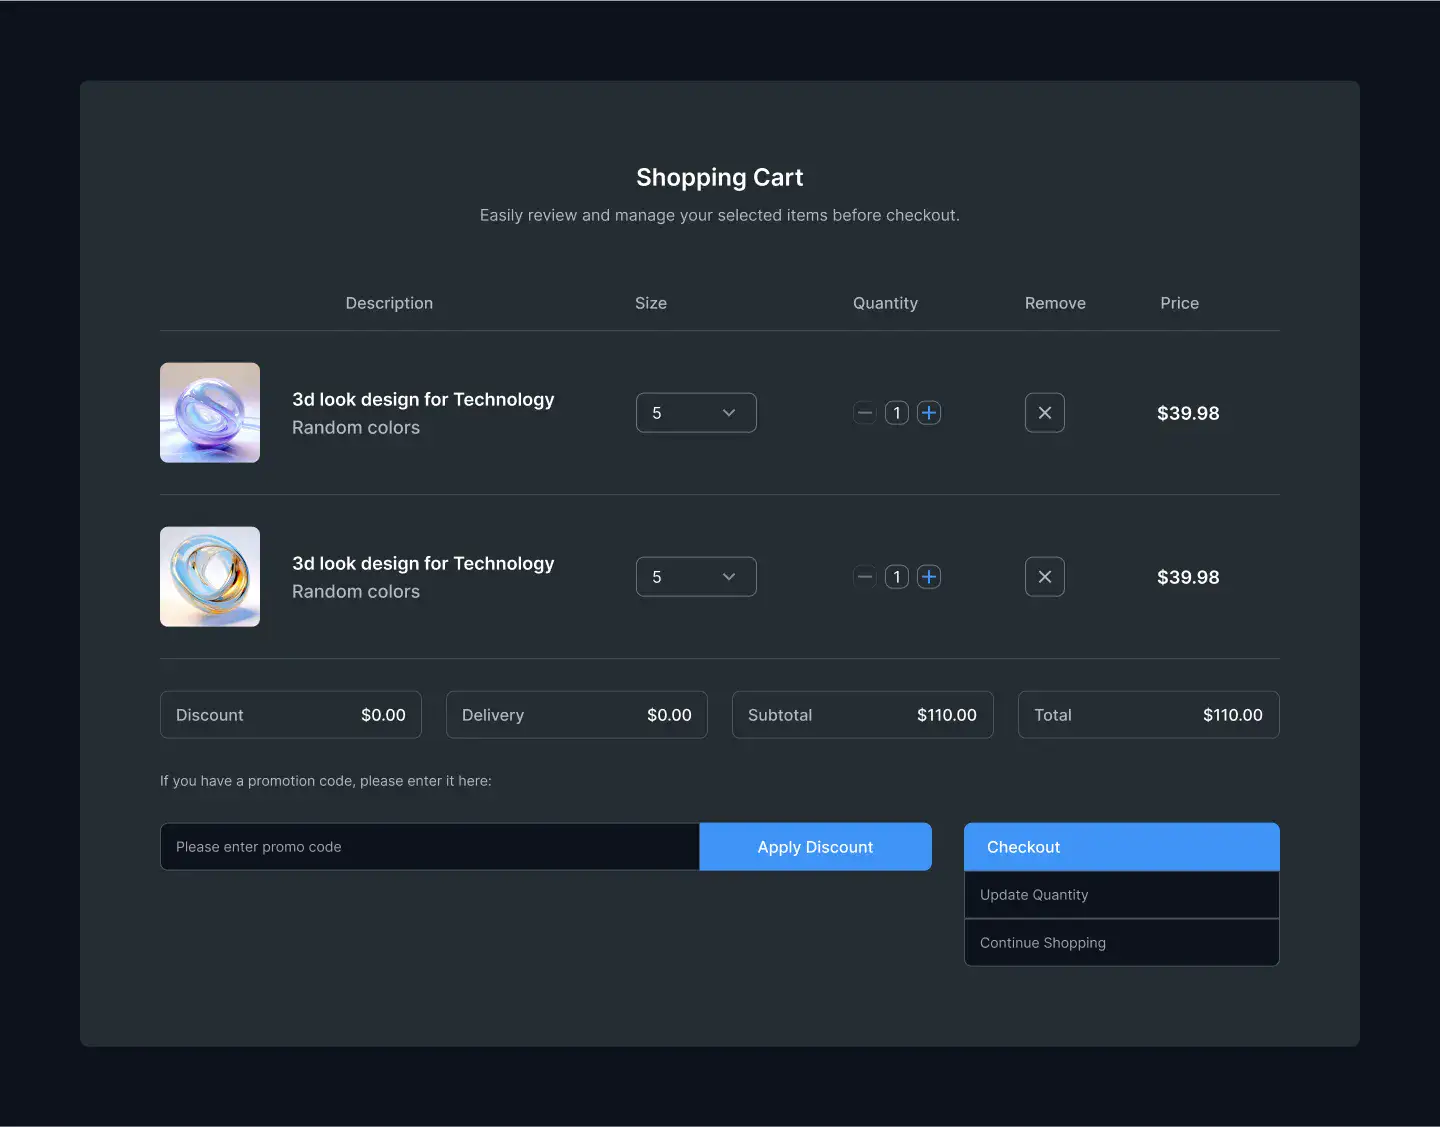 Shopping Cart
Easily review and manage your selected items before checkout.
Description Size Quantity Remove Price
3d look design for Technology
Random colors
5 1 $39.98
3d look design for Technology
Random colors
5 1 $39.98
Discount $0.00 Delivery $0.00 Subtotal $110.00 Total $110.00
If you have a promotion code, please enter it here:
Please enter promo code Apply Discount Checkout
Update Quantity
Continue Shopping